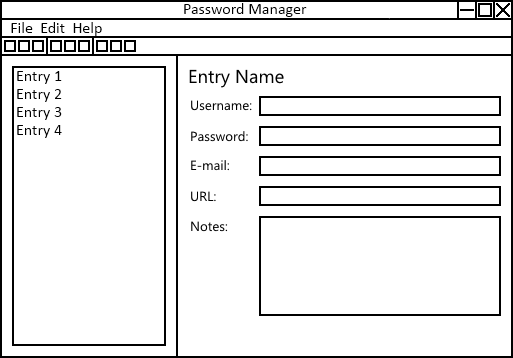 Password Manager
File Edit Help
Entry 1
Entry 2
Entry 3
Entry 4
Entry Name
Username:
Password:
E-mail:
URL:
Notes: